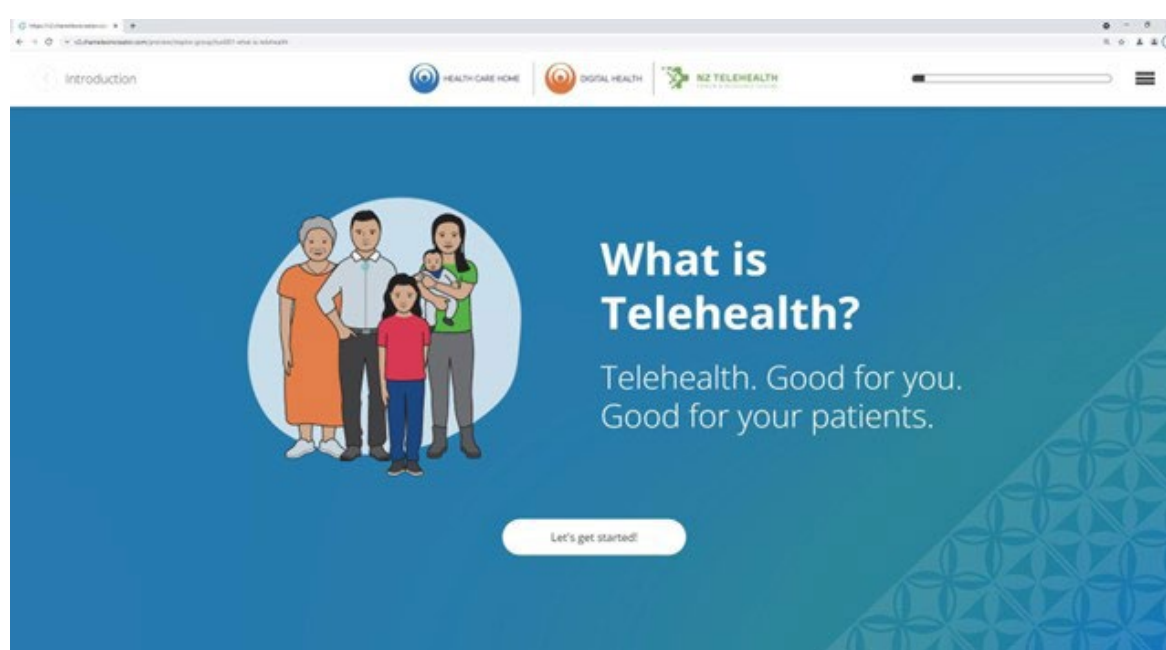 Introduction
HEALTH CARE HOME
DIGITAL HEALTH
NZ TELEHEALTH
What is
Telehealth?
Telehealth. Good for you.
Good for your patients.
Let's get started!